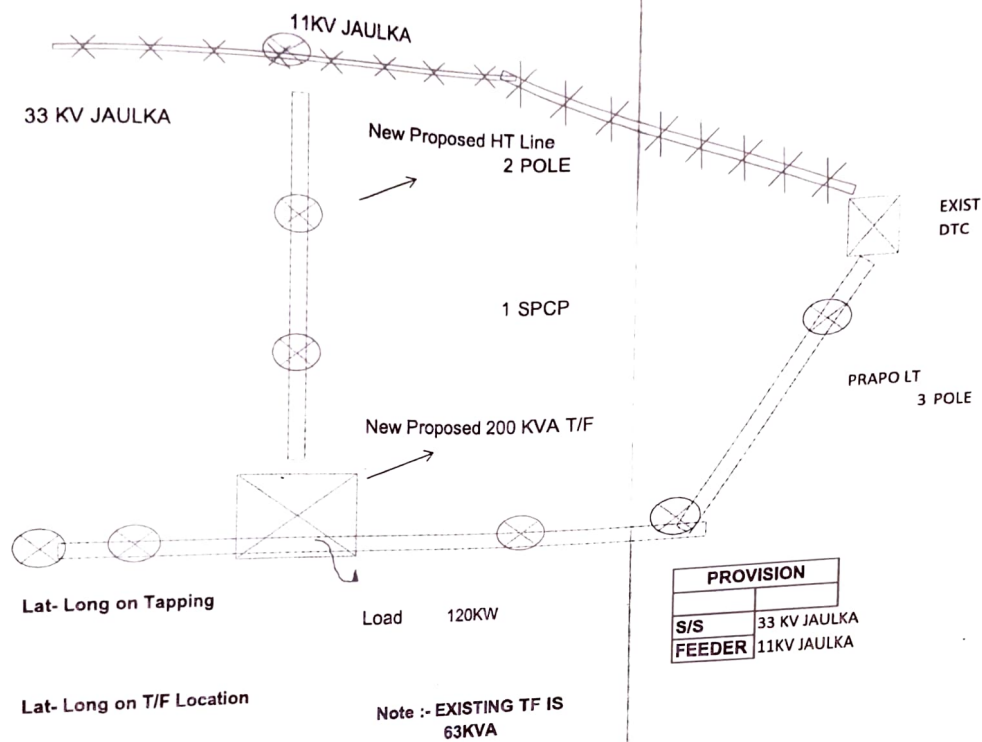 11KV JAULKA
33 KV JAULKA
New Proposed HT Line
2 POLE
EXIST
DTC
1 SPCP
PRAPO LT
3 POLE
New Proposed 200 KVA T/F
Lat- Long on Tapping
Load 120KW
PROVISION
S/S 33 KV JAULKA
FEEDER 11KV JAULKA
Lat- Long on T/F Location
Note :- EXISTING TF IS
63KVA